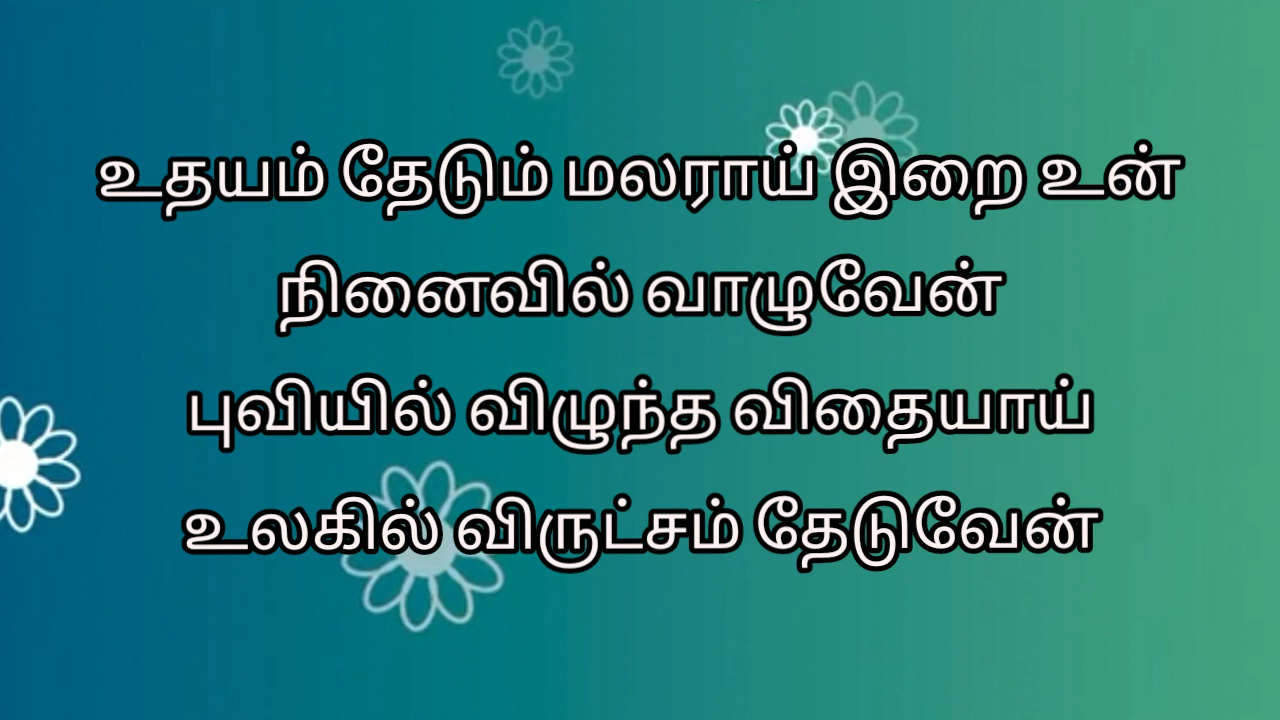 உதயம் தேடும் மலராய் இறை உன்
நினைவில் வாழுவேன்
புவியில் விழுந்த விதையாய்
உலகில் விருட்சம் தேடுவேன்